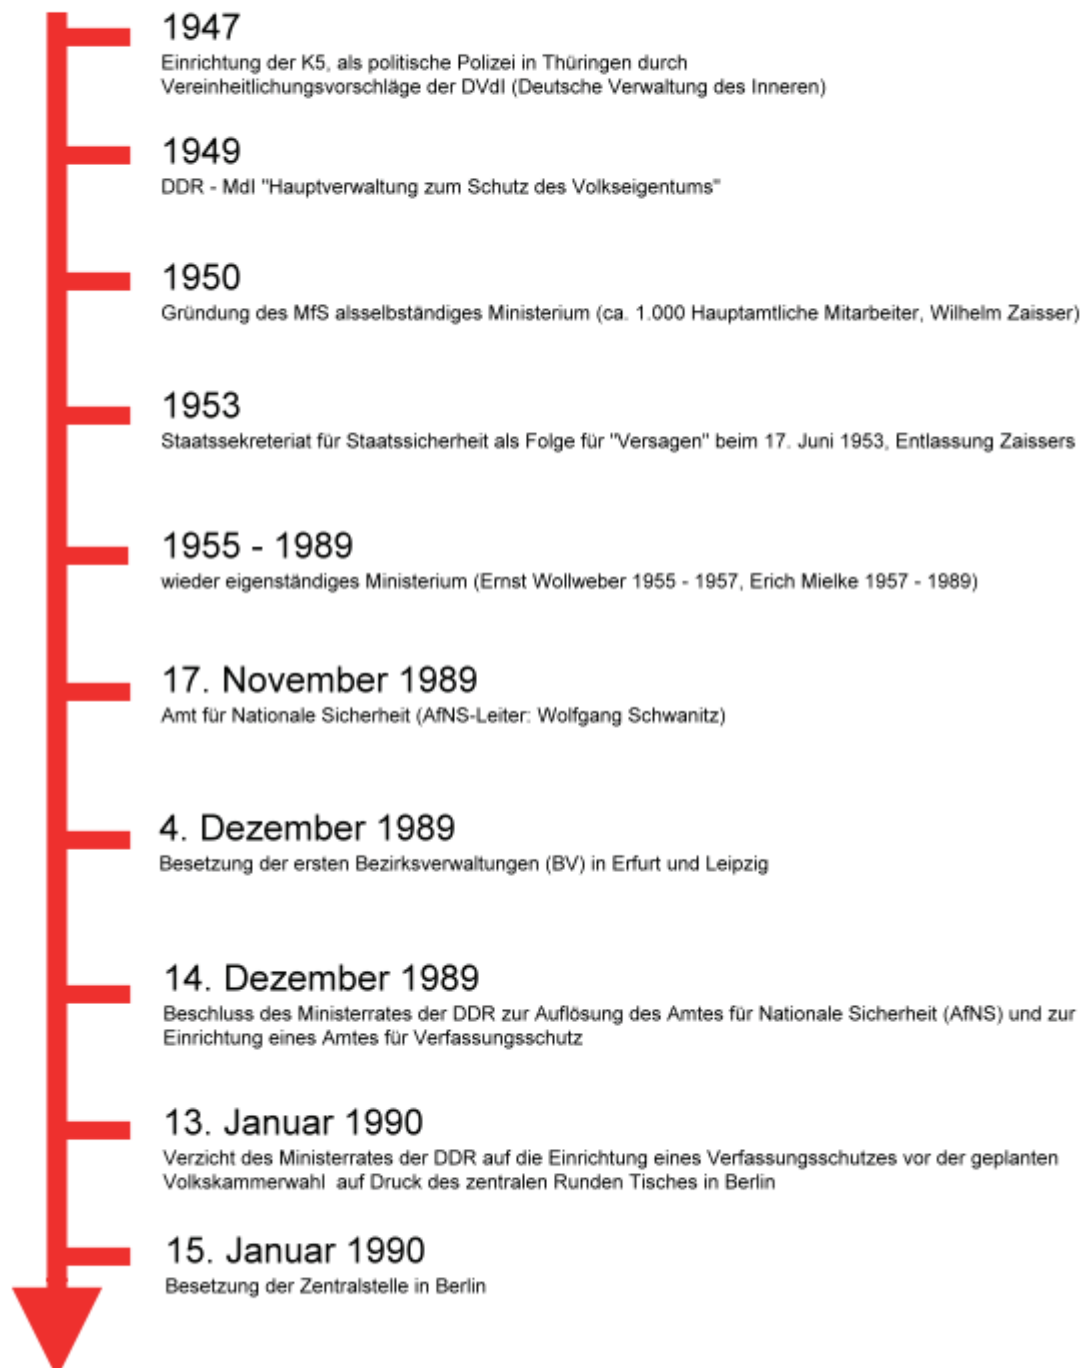 1947
Einrichtung der K5, als politische Polizei in Thüringen durch
Vereinheitlichungsvorschläge der DVdI (Deutsche Verwaltung des Inneren)
1949
DDR - MdI "Hauptverwaltung zum Schutz des Volkseigentums"
1950
Gründung des MfS alsselbständiges Ministerium (ca. 1.000 Hauptamtliche Mitarbeiter, Wilhelm Zaisser)
1953
Staatssekreteriat für Staatssicherheit als Folge für "Versagen" beim 17. Juni 1953, Entlassung Zaissers
1955 - 1989
wieder eigenständiges Ministerium (Ernst Wollweber 1955 - 1957, Erich Mielke 1957 - 1989)
17. November 1989
Amt für Nationale Sicherheit (AfNS-Leiter: Wolfgang Schwanitz)
4. Dezember 1989
Besetzung der ersten Bezirksverwaltungen (BV) in Erfurt und Leipzig
14. Dezember 1989
Beschluss des Ministerrates der DDR zur Auflösung des Amtes für Nationale Sicherheit (AfNS) und zur
Einrichtung eines Amtes für Verfassungsschutz
13. Januar 1990
Verzicht des Ministerrates der DDR auf die Einrichtung eines Verfassungsschutzes vor der geplanten
Volkskammerwahl auf Druck des zentralen Runden Tisches in Berlin
15. Januar 1990
Besetzung der Zentralstelle in Berlin